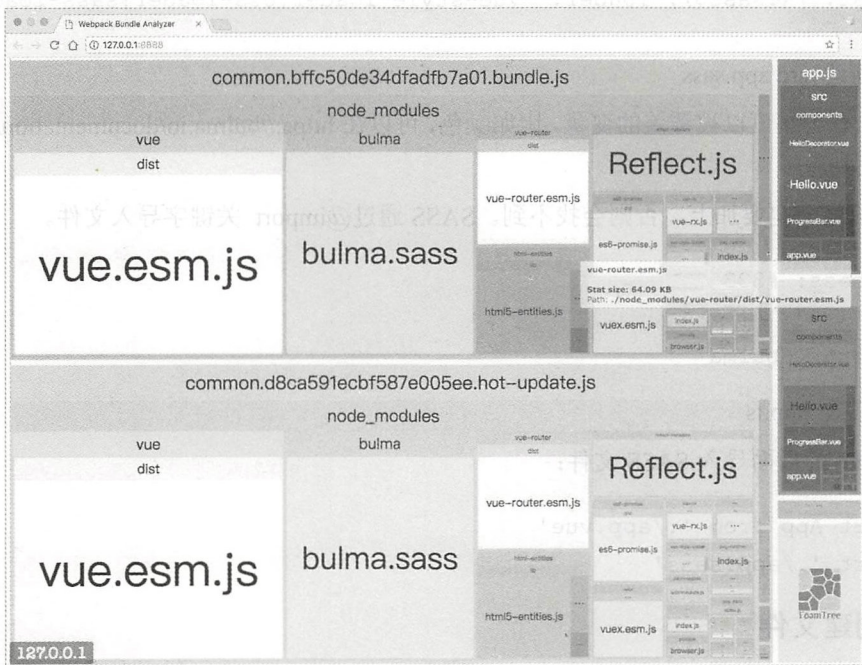 Webpack Bundle Analyzer
127.0.0.1:8888
common.bffc50de34dfadfb7a01.bundle.js
node_modules
vue
dist
vue.esm.js
bulma
bulma.sass
vue-router
dist
vue-router.esm.js
html5-entities.js
Reflect.js
es6-promise.js
vue-rx.js
...
index.js
vuex.esm.js
index.js
browser.js
vue-router.esm.js
Stat size: 64.09 KB
Path: ./node_modules/vue-router/dist/vue-router.esm.js
app.js
src
components
HelloDecorator.vue
Hello.vue
ProgressBar.vue
app.vue
src
components
HelloDecorator.vue
Hello.vue
ProgressBar.vue
app.vue
common.d8ca591ecbf587e005ee.hot-update.js
node_modules
vue
dist
vue.esm.js
bulma
bulma.sass
vue-router
dist
vue-router.esm.js
html5-entities.js
Reflect.js
es6-promise.js
vue-rx.js
...
index.js
vuex.esm.js
index.js
browser.js
FoamTree
127.0.0.1